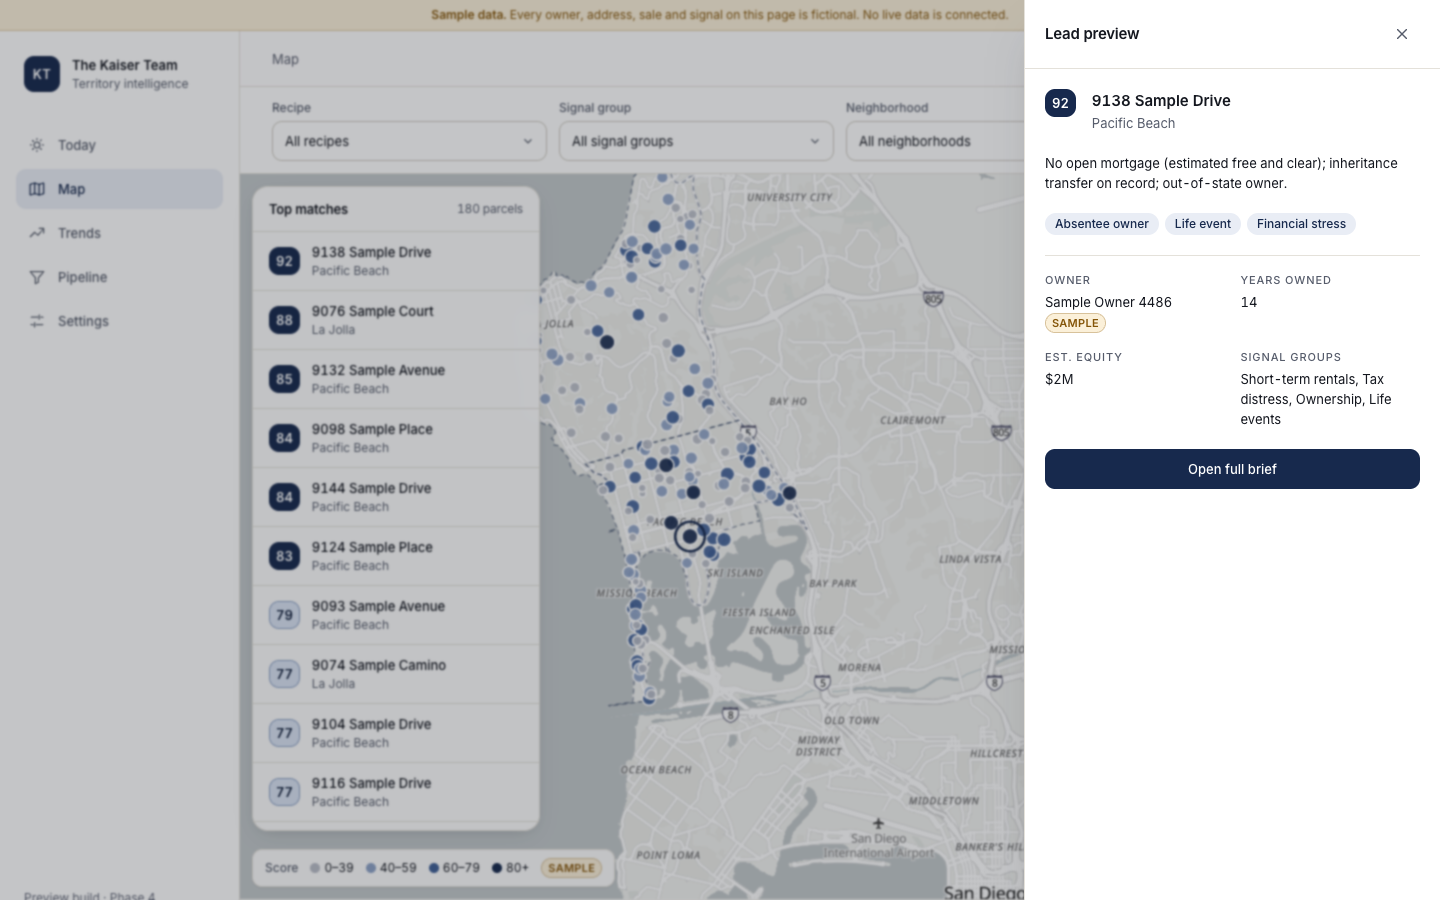 Sample data. Every owner, address, sale and signal on this page is fictional. No live data is connected.
KT
The Kaiser Team
Territory intelligence
Today
Map
Trends
Pipeline
Settings
Preview build · Phase 4
Map
Recipe
All recipes
Signal group
All signal groups
Neighborhood
All neighborhoods
Top matches
180 parcels
92
9138 Sample Drive
Pacific Beach
88
9076 Sample Court
La Jolla
85
9132 Sample Avenue
Pacific Beach
84
9098 Sample Place
Pacific Beach
84
9144 Sample Drive
Pacific Beach
83
9124 Sample Place
Pacific Beach
79
9093 Sample Avenue
Pacific Beach
77
9074 Sample Camino
La Jolla
77
9104 Sample Drive
Pacific Beach
77
9116 Sample Drive
Pacific Beach
Score
0–39
40–59
60–79
80+
SAMPLE
UNIVERSITY CITY
805
JOLLA
BAY HO
CLAIREMONT
5
805
LINDA VISTA
SKI ISLAND
BAY PARK
FIESTA ISLAND
ENCHANTED ISLE
MORENA
5
8
8
OLD TOWN
MIDWAY
DISTRICT
HILLCREST
OCEAN BEACH
MIDDLETOWN
San Diego
International Airport
POINT LOMA
San Diego
Lead preview
92
9138 Sample Drive
Pacific Beach
No open mortgage (estimated free and clear); inheritance
transfer on record; out-of-state owner.
Absentee owner
Life event
Financial stress
OWNER
Sample Owner 4486
SAMPLE
YEARS OWNED
14
EST. EQUITY
$2M
SIGNAL GROUPS
Short-term rentals, Tax
distress, Ownership, Life
events
Open full brief